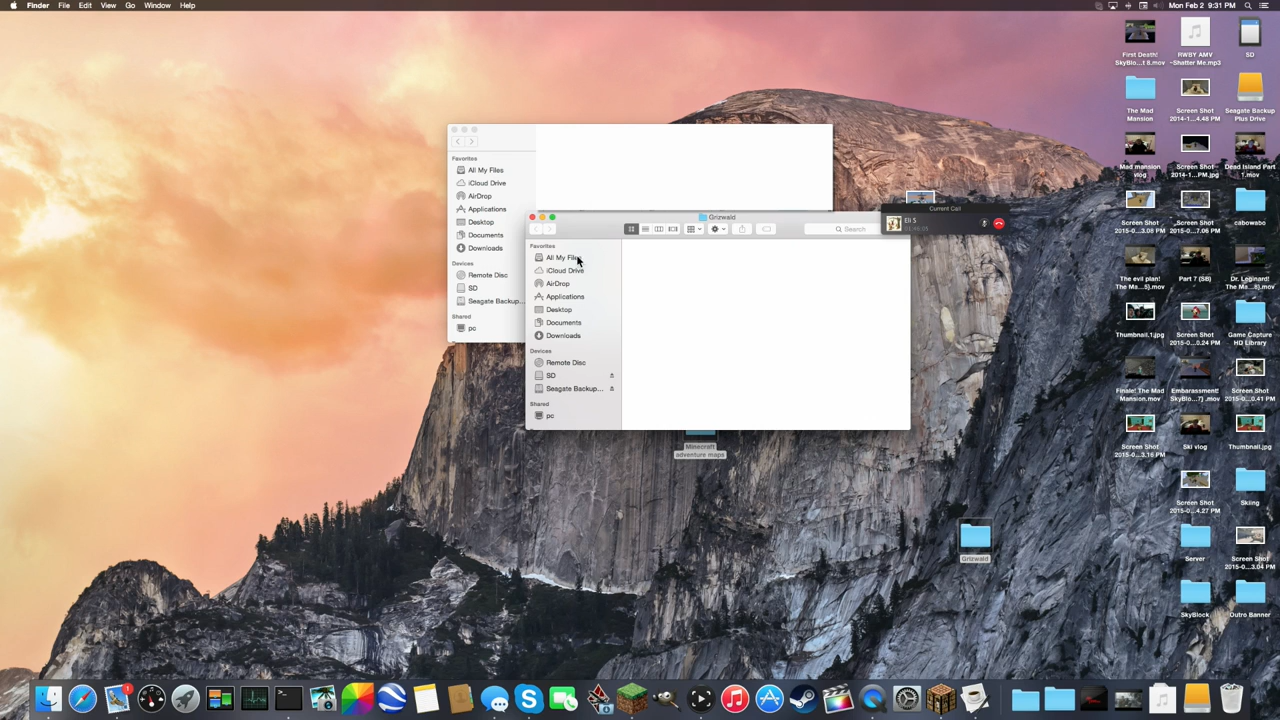 Finder File Edit View Go Window Help
Mon Feb 2 9:31 PM
First Death!
SkyBlo...t 8.mov
RWBY AMV
-Shatter Me.mp3
SD
The Mad
Mansion
Screen Shot
2014-1...4.48 PM
Seagate Backup
Plus Drive
Mad mansion
vlog
Screen Shot
2014-1...PM.jpg
Dead Island Part
1.mov
Screen Shot
2015-0...3.08 PM
Screen Shot
2015-0...7.06 PM
cabowabo
The evil plan!
The Ma...5).mov
Part 7 (SB)
Dr. Leginard!
The Ma...6).mov
Thumbnail.1.jpg
Screen Shot
2015-0...0.24 PM
Game Capture
HD Library
Finale! The Mad
Mansion.mov
Embarassment!
SkyBlo...7} .mov
Screen Shot
2015-0...0.41 PM
Screen Shot
2015-0...3.16 PM
Ski vlog
Thumbnail.jpg
Screen Shot
2015-0...4.27 PM
Skiing
Server
Screen Shot
2015-0...3.04 PM
SkyBlock
Outro Banner
Favorites
All My Files
iCloud Drive
AirDrop
Applications
Desktop
Documents
Downloads
Devices
Remote Disc
SD
Seagate Backup...
Shared
pc
Grizwald
Search
Favorites
All My Files
iCloud Drive
AirDrop
Applications
Desktop
Documents
Downloads
Devices
Remote Disc
SD
Seagate Backup...
Shared
pc
Current Call
Eli S
Minecraft
adventure maps
Grizwald
1